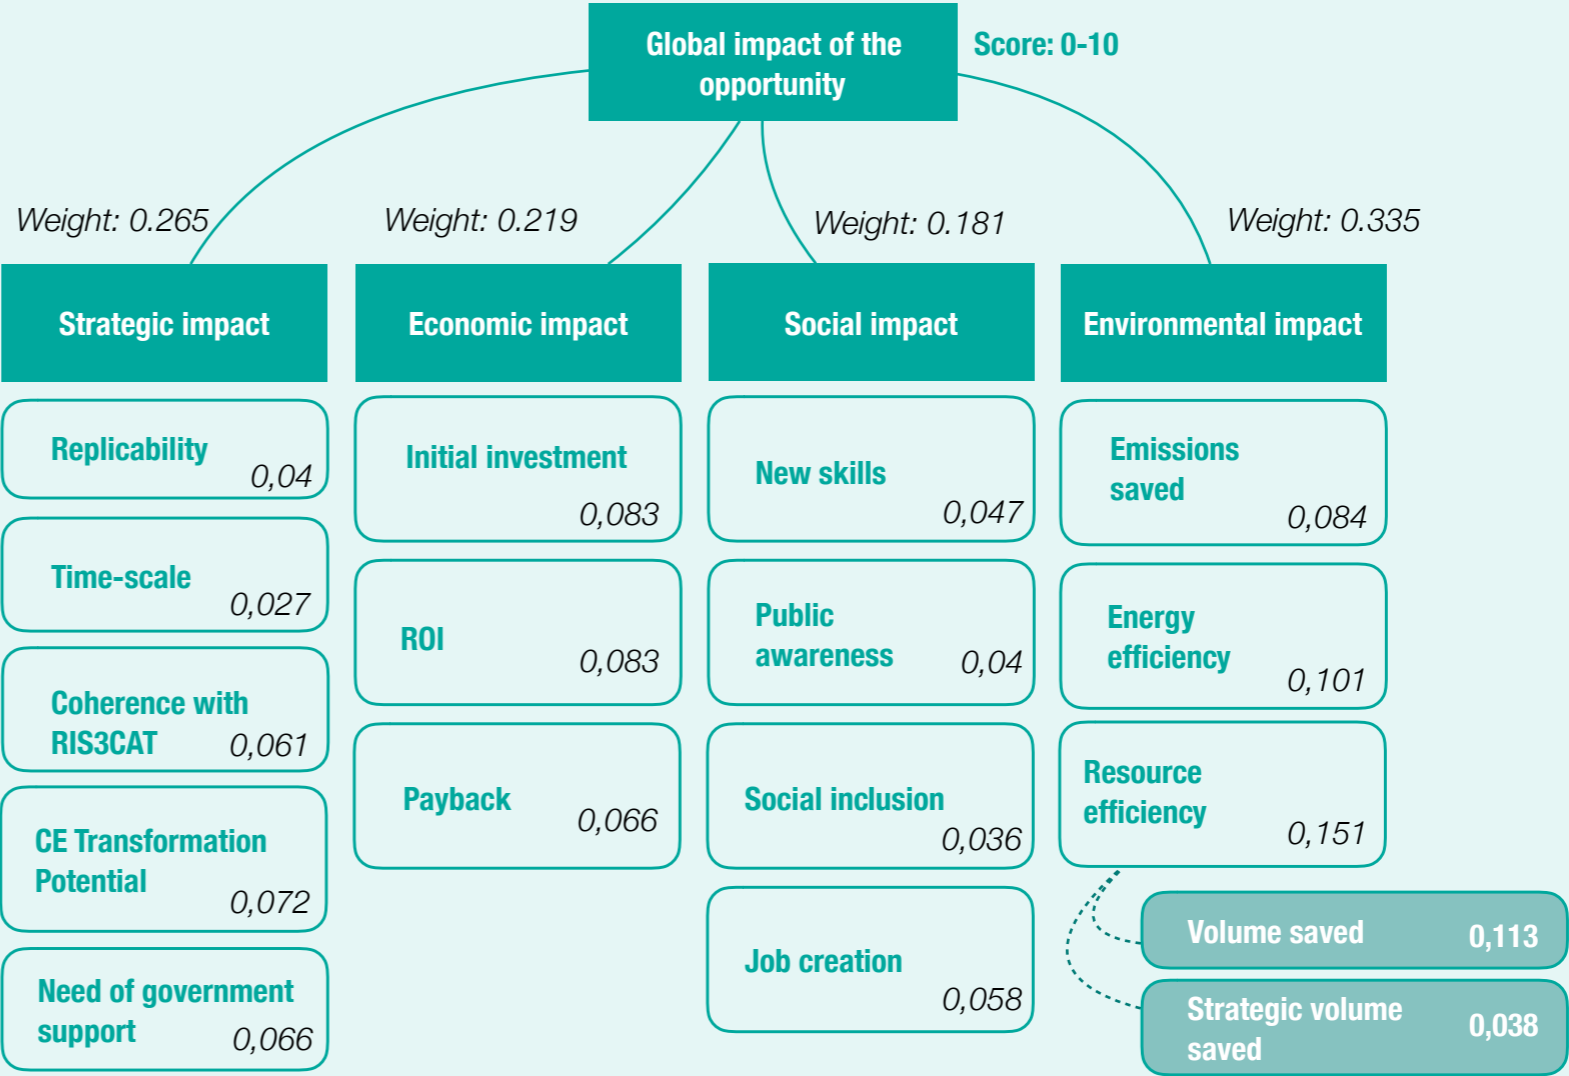 Global impact of the
opportunity
Score: 0-10
Weight: 0.265
Weight: 0.219
Weight: 0.181
Weight: 0.335
Strategic impact
Replicability
0,04
Time-scale
0,027
Coherence with
RIS3CAT
0,061
CE Transformation
Potential
0,072
Need of government
support
0,066
Economic impact
Initial investment
0,083
ROI
0,083
Payback
0,066
Social impact
New skills
0,047
Public
awareness
0,04
Social inclusion
0,036
Job creation
0,058
Environmental impact
Emissions
saved
0,084
Energy
efficiency
0,101
Resource
efficiency
0,151
Volume saved
0,113
Strategic volume
saved
0,038